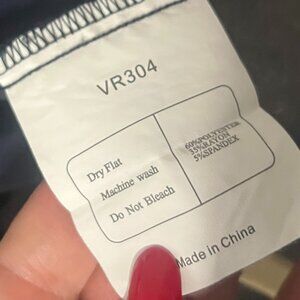 VR304
Dry Flat
Machine wash
Do Not Bleach
60%POLYESTER
35%RAYON
5%SPANDEX
Made in China